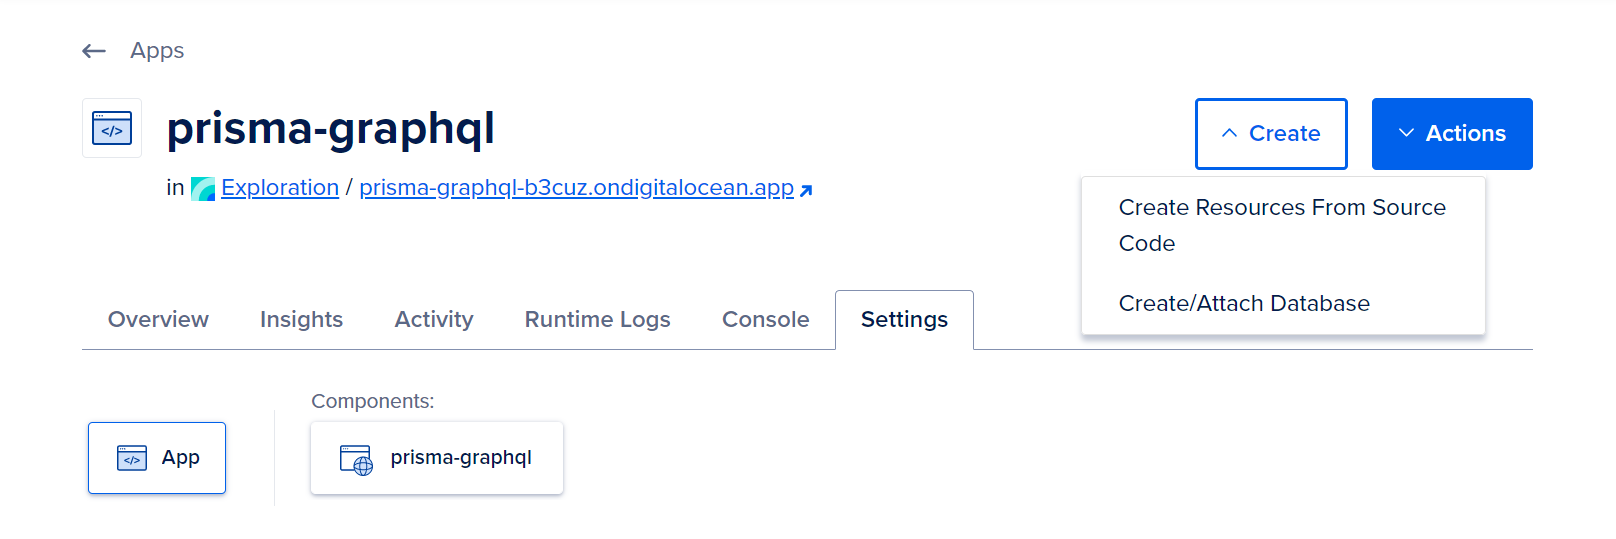 Apps
prisma-graphql
in Exploration / prisma-graphql-b3cuz.ondigitalocean.app
Create
Actions
Create Resources From Source
Code
Create/Attach Database
Overview Insights Activity Runtime Logs Console Settings
Components:
App
prisma-graphql